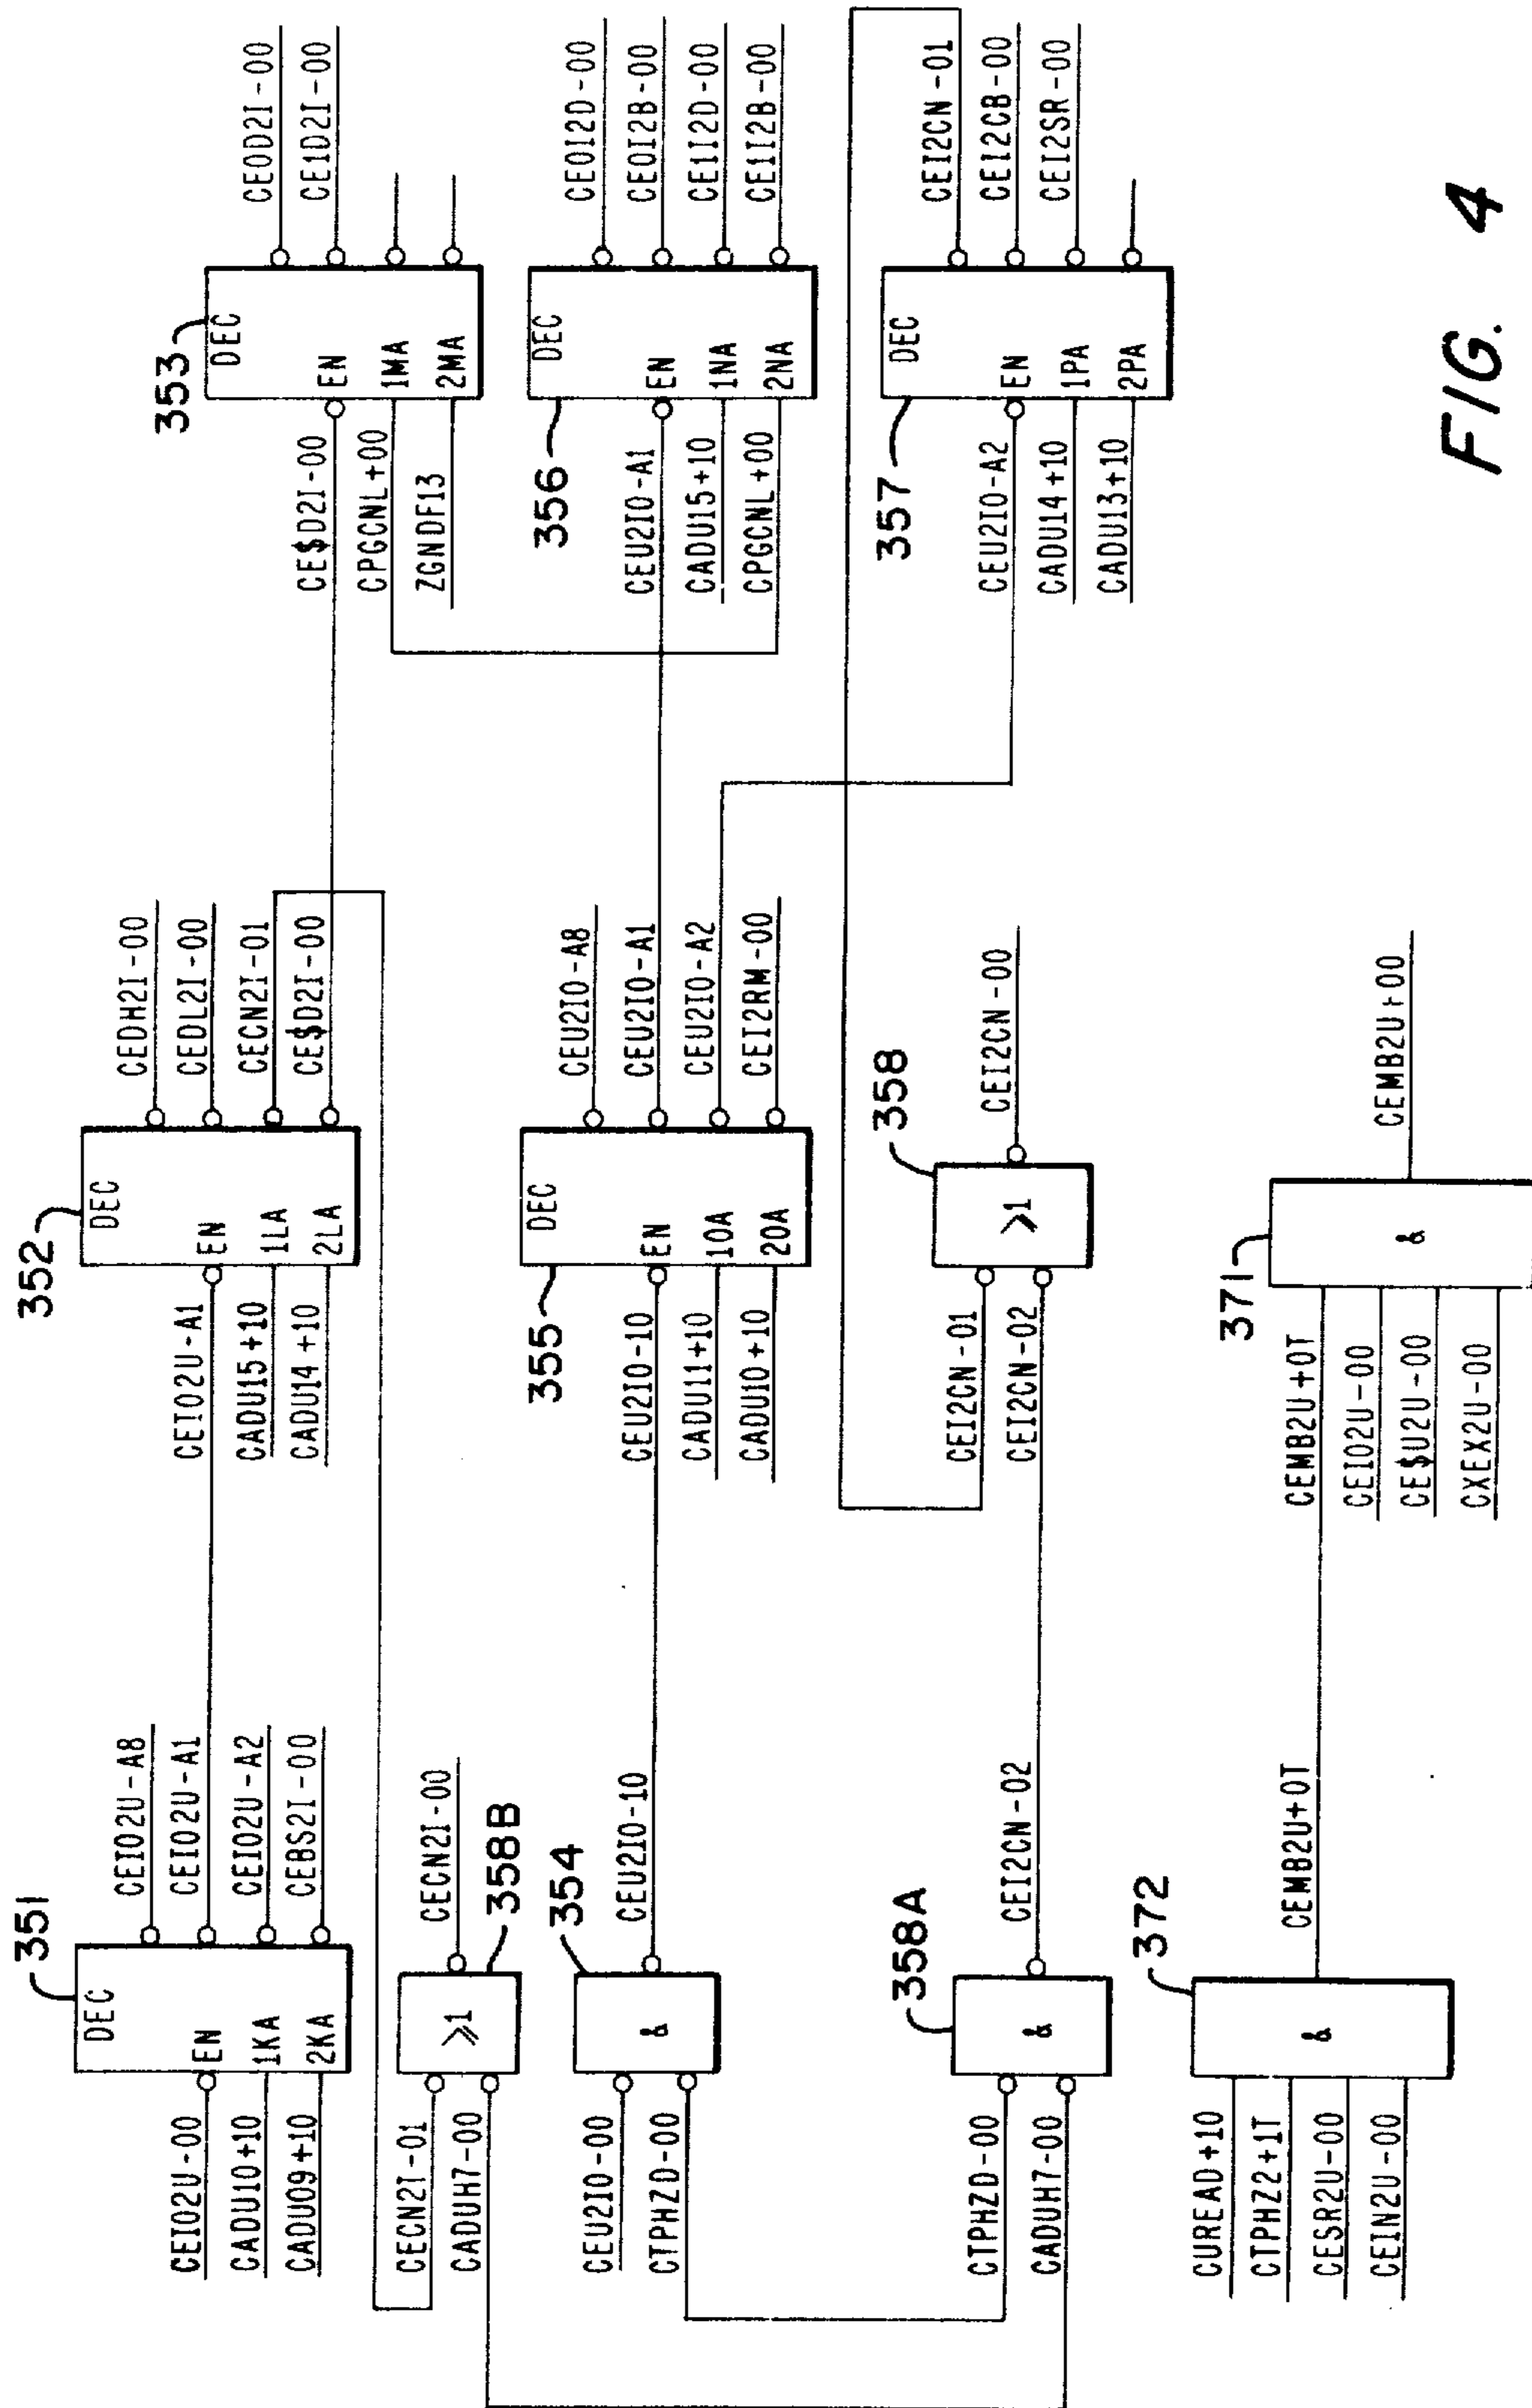 351
DEC
EN
1KA
2KA
CEIO2U-00
CADU10+10
CADU09+10
CEIO2U-A8
CEIO2U-A1
CEIO2U-A2
CEBS2I-00
352
DEC
EN
1LA
2LA
CEIO2U-A1
CADU15+10
CADU14+10
CEDH2I-00
CEDL2I-00
CECN2I-01
CE$D2I-00
353
DEC
EN
1MA
2MA
CE$D2I-00
CPGCNL+00
ZGNDF13
CE0D2I-00
CE1D2I-00
358B
≥1
CECN2I-01
CADUH7-00
CECN2I-00
354
&
CEU2IO-00
CTPHZD-00
CEU2IO-10
355
DEC
EN
1OA
2OA
CEU2IO-10
CADU11+10
CADU10+10
CEU2IO-A8
CEU2IO-A1
CEU2IO-A2
CEI2RM-00
356
DEC
EN
1NA
2NA
CEU2IO-A1
CADU15+10
CPGCNL+00
CE0I2D-00
CE0I2B-00
CE1I2D-00
CE1I2B-00
358A
&
CTPHZD-00
CADUH7-00
CEI2CN-02
358
≥1
CEI2CN-01
CEI2CN-02
CEI2CN-00
357
DEC
EN
1PA
2PA
CEU2IO-A2
CADU14+10
CADU13+10
CEI2CN-01
CEI2CB-00
CEI2SR-00
372
&
CUREAD+10
CTPHZ2+1T
CESR2U-00
CEIN2U-00
CEMB2U+0T
371
&
CEMB2U+0T
CEIO2U-00
CE$U2U-00
CXEX2U-00
CEMB2U+00
FIG. 4